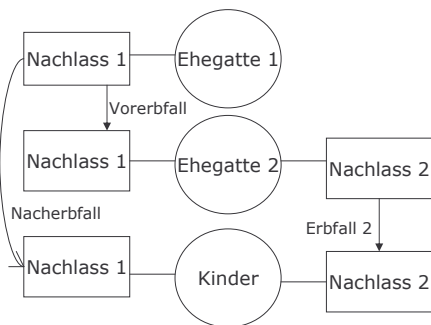 Nachlass 1
Ehegatte 1
Vorerbfall
Nachlass 1
Ehegatte 2
Nachlass 2
Nacherbfall
Erbfall 2
Nachlass 1
Kinder
Nachlass 2